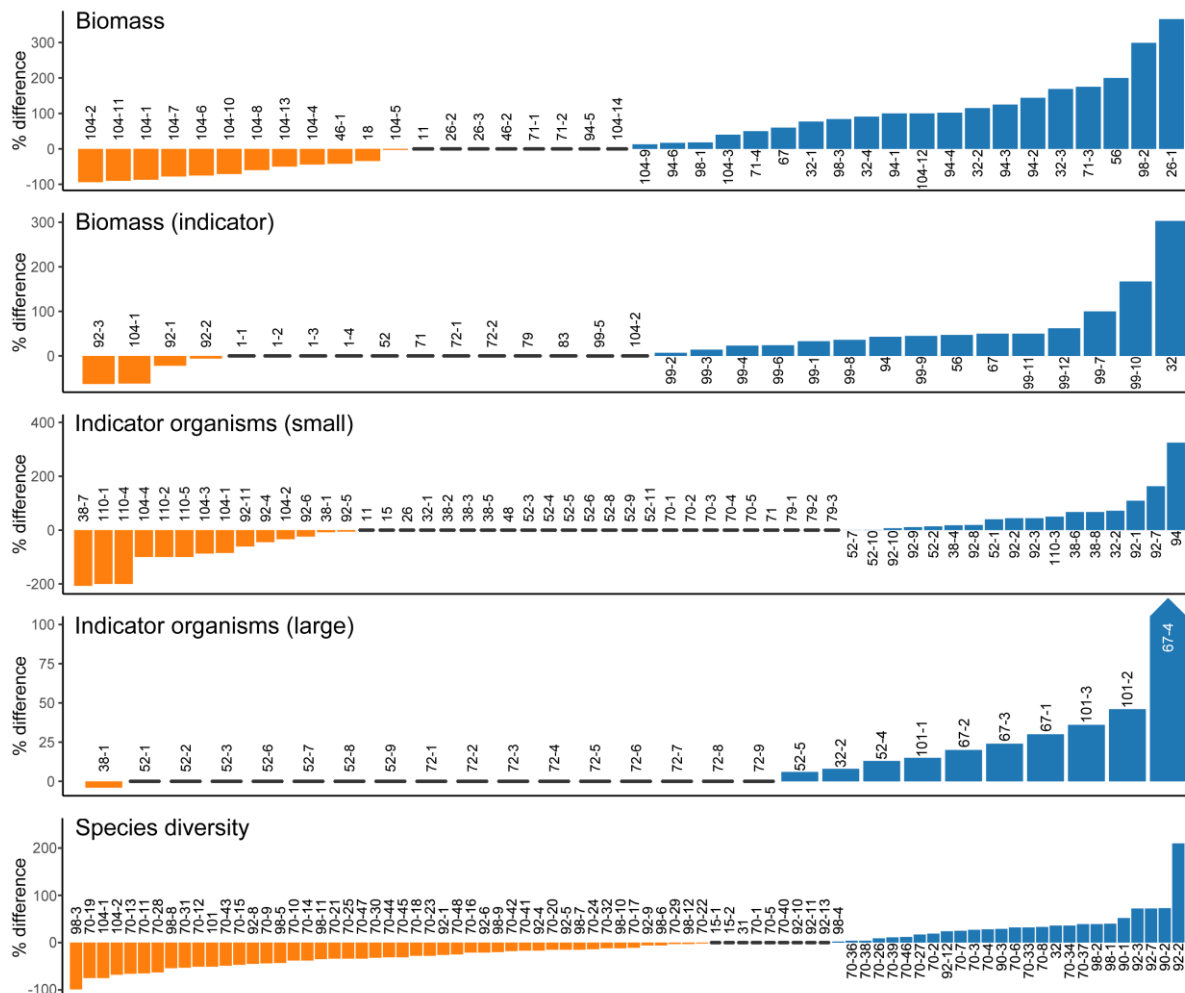 Biomass
% difference
300
200
100
0
-100
104-2 104-11 104-1 104-7 104-6 104-10 104-8 104-13 104-4 46-1 18 104-5 11 26-2 26-3 46-2 71-1 71-2 94-5 104-14
104-9 94-6 98-1 104-3 71-4 67 32-1 98-3 32-4 94-1 104-12 94-4 32-2 94-3 94-2 32-3 71-3 56 98-2 26-1
Biomass (indicator)
% difference
300
200
100
0
92-3 104-1 92-1 92-2 1-1 1-2 1-3 1-4 52 71 72-1 72-2 79 83 99-5 104-2
99-2 99-3 99-4 99-6 99-1 99-8 94 99-9 56 67 99-11 99-12 99-7 99-10 32
Indicator organisms (small)
% difference
400
200
0
-200
38-7 110-1 110-4 104-4 110-2 110-5 104-3 104-1 92-11 92-4 104-2 92-6 38-1 92-5 11 15 26 32-1 38-2 38-3 38-5 48 52-3 52-4 52-5 52-6 52-8 52-9 52-11 70-1 70-2 70-3 70-4 70-5 71 79-1 79-2 79-3
52-7 52-10 92-10 92-9 52-2 38-4 92-8 52-1 92-2 92-3 110-3 38-6 38-8 32-2 92-1 92-7 94
Indicator organisms (large)
% difference
100
75
50
25
0
38-1 52-1 52-2 52-3 52-6 52-7 52-8 52-9 72-1 72-2 72-3 72-4 72-5 72-6 72-7 72-8 72-9 52-5 32-2 52-4 101-1 67-2 67-3 67-1 101-3 101-2 67-4
Species diversity
% difference
200
100
0
-100
98-3 70-19 104-1 104-2 70-13 70-11 70-28 98-8 70-31 70-12 101 70-43 70-15 92-8 70-9 98-5 70-10 70-14 98-11 70-21 70-25 70-47 70-30 70-44 70-45 70-18 70-23 92-1 70-48 70-16 92-6 98-9 70-42 70-41 92-4 70-20 92-5 98-7 70-24 70-32 98-10 70-17 92-9 98-6 70-29 98-12 70-22 15-1 15-2 31 70-1 70-5 70-40 92-10 92-11 92-13 98-4
70-36 70-38 70-26 70-39 70-46 70-27 70-2 92-12 70-7 70-3 70-4 90-3 70-6 70-33 70-8 32 70-34 70-37 98-2 98-1 90-1 92-3 92-7 90-2 92-2